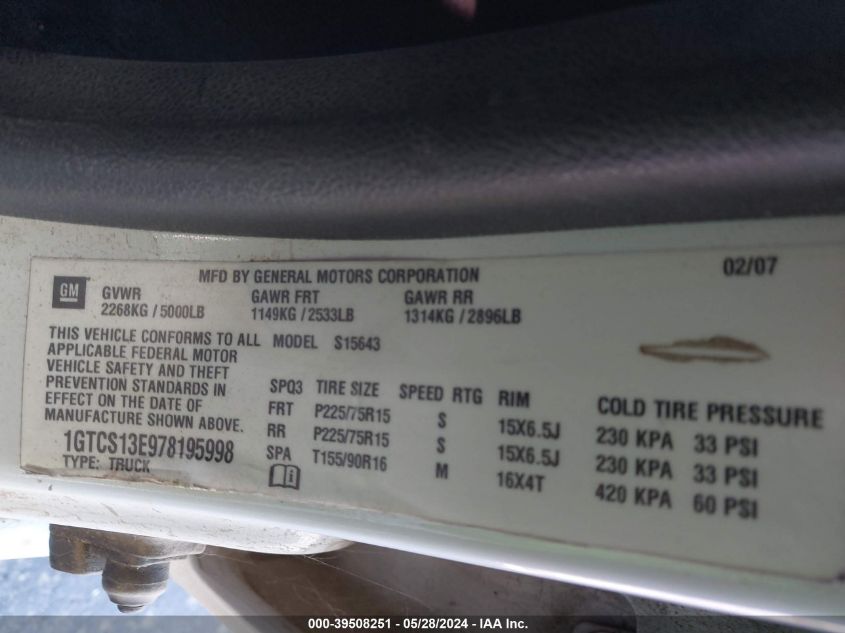 MFD BY GENERAL MOTORS CORPORATION 02/07
GM GVWR GAWR FRT GAWR RR
2268KG / 5000LB 1149KG / 2533LB 1314KG / 2896LB
THIS VEHICLE CONFORMS TO ALL MODEL S15643
APPLICABLE FEDERAL MOTOR
VEHICLE SAFETY AND THEFT
PREVENTION STANDARDS IN
EFFECT ON THE DATE OF
MANUFACTURE SHOWN ABOVE.
1GTCS13E978195998
TYPE: TRUCK
SPQ3 TIRE SIZE SPEED RTG RIM COLD TIRE PRESSURE
FRT P225/75R15 S 15X6.5J 230 KPA 33 PSI
RR P225/75R15 S 15X6.5J 230 KPA 33 PSI
SPA T155/90R16 M 16X4T 420 KPA 60 PSI
000-39508251 - 05/28/2024 - IAA Inc.